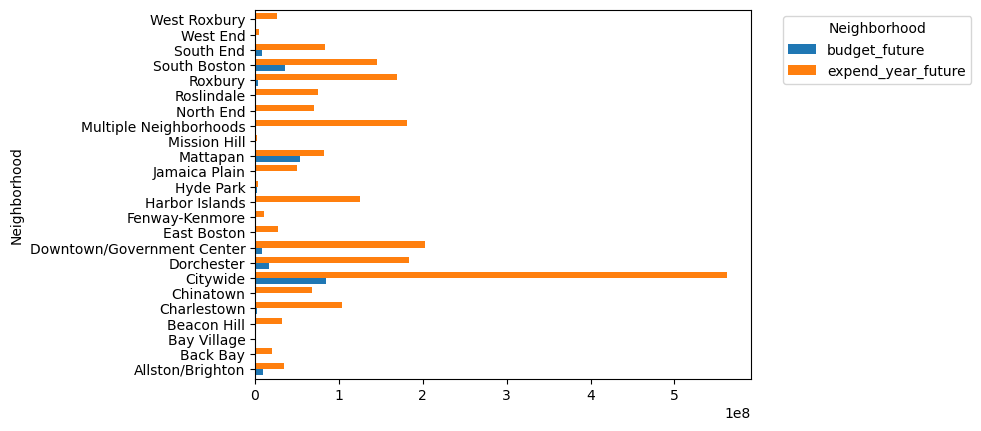 West Roxbury
West End
South End
South Boston
Roxbury
Roslindale
North End
Multiple Neighborhoods
Mission Hill
Mattapan
Jamaica Plain
Hyde Park
Harbor Islands
Fenway-Kenmore
East Boston
Downtown/Government Center
Dorchester
Citywide
Chinatown
Charlestown
Beacon Hill
Bay Village
Back Bay
Allston/Brighton
Neighborhood
0 1 2 3 4 5
1e8
Neighborhood
budget_future
expend_year_future